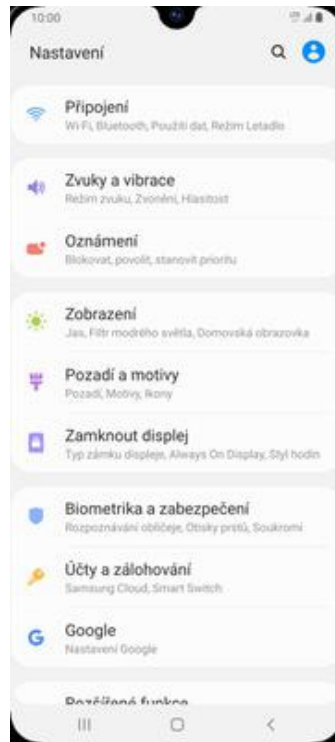 10:00
Nastavení
Připojení
Wi-Fi, Bluetooth, Použití dat, Režim Letadlo
Zvuky a vibrace
Režim zvuku, Zvonění, Hlasitost
Oznámení
Blokovat, povolit, stanovit prioritu
Zobrazení
Jas, Filtr modrého světla, Domovská obrazovka
Pozadí a motivy
Pozadí, Motivy, Ikony
Zamknout displej
Typ zámku displeje, Always On Display, Styl hodin
Biometrika a zabezpečení
Rozpoznávání obličeje, Otisky prstů, Soukromí
Účty a zálohování
Samsung Cloud, Smart Switch
Google
Nastavení Google
Rozšířené funkce